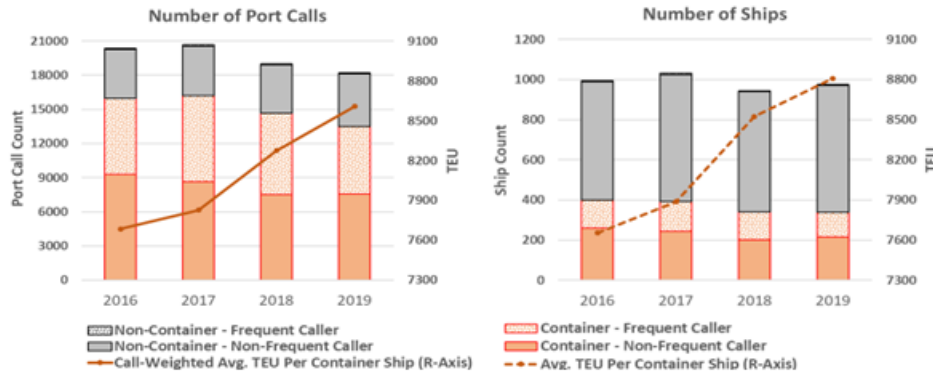 Number of Port Calls
21000
18000
15000
12000
9000
6000
3000
0
Port Call Count
9100
8800
8500
8200
7900
7600
7300
TEU
2016 2017 2018 2019
Non-Container - Frequent Caller
Non-Container - Non-Frequent Caller
Call-Weighted Avg. TEU Per Container Ship (R-Axis)
Number of Ships
1200
1000
800
600
400
200
0
Ship Count
9100
8800
8500
8200
7900
7600
7300
TEU
2016 2017 2018 2019
Container - Frequent Caller
Container - Non-Frequent Caller
Avg. TEU Per Container Ship (R-Axis)